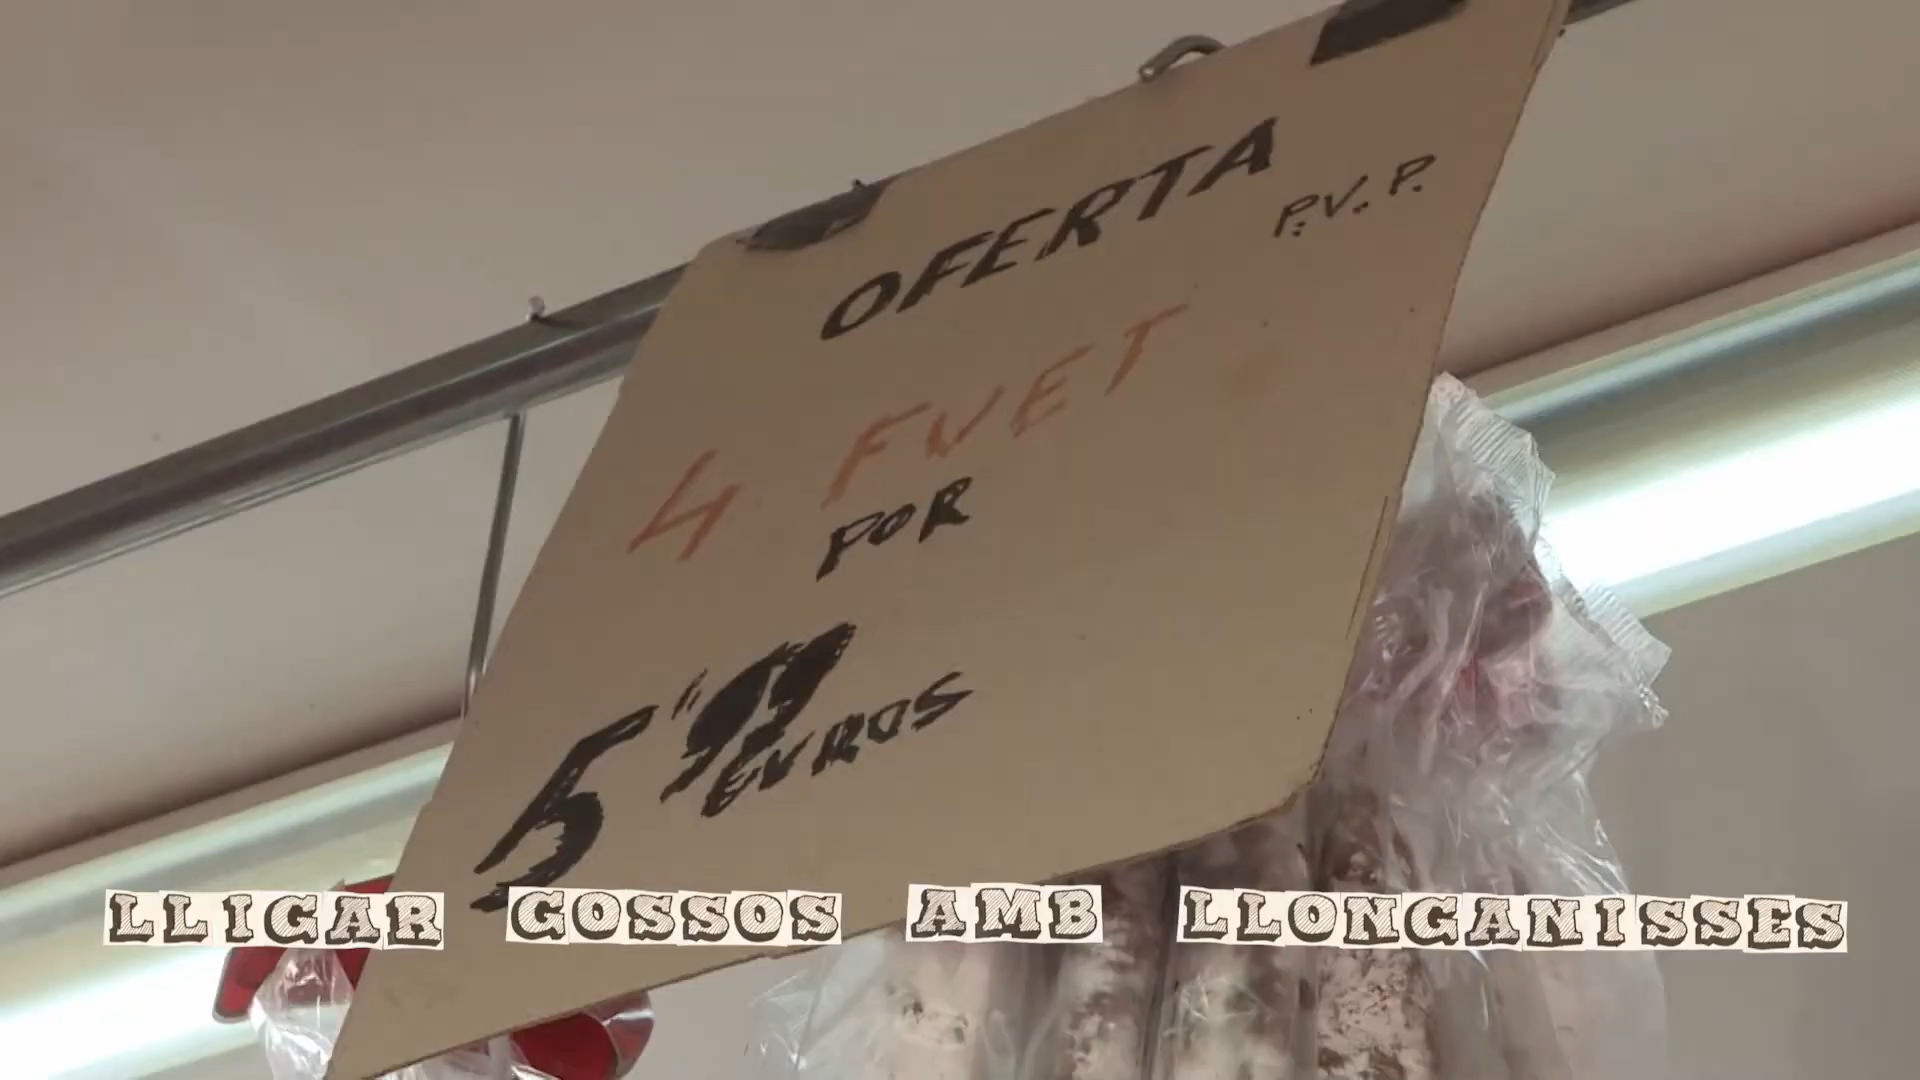 OFERTA
P.V.P.
4 FUET
POR
EUROS
LLIGAR GOSSOS AMB LLONGANISSES